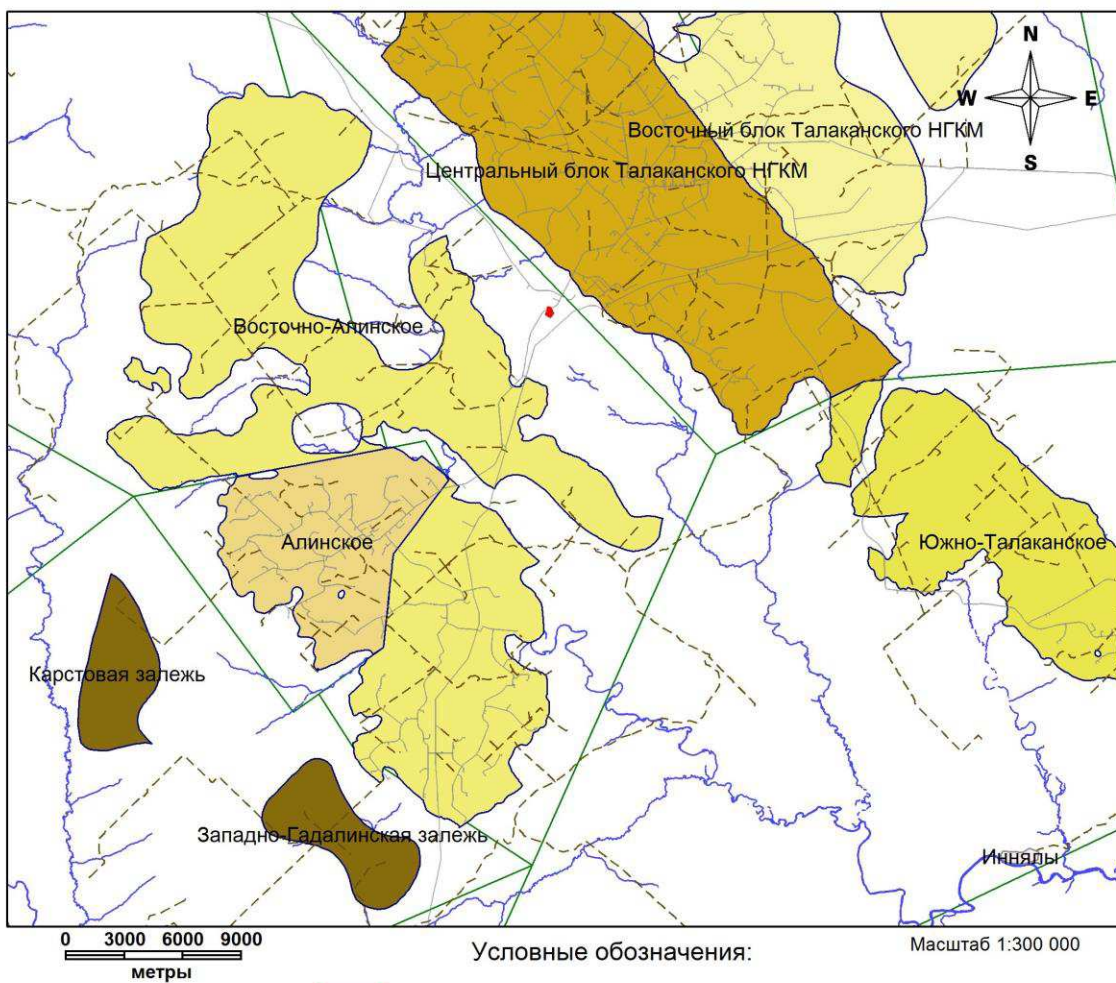 N
W E
S
Восточный блок Талаканского НГКМ
Центральный блок Талаканского НГКМ
Восточно-Алинское
Алинское
Южно-Талаканское
Карстовая залежь
Западно-Гадалинская залежь
Иннялы
0 3000 6000 9000
метры
Условные обозначения:
Масштаб 1:300 000